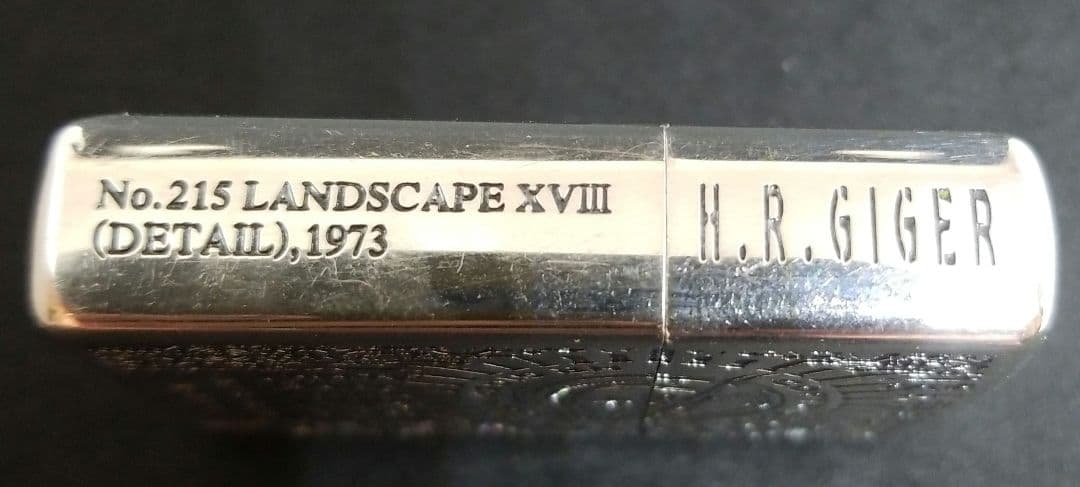 No.215 LANDSCAPE XVIII
(DETAIL), 1973
H.R.GIGER